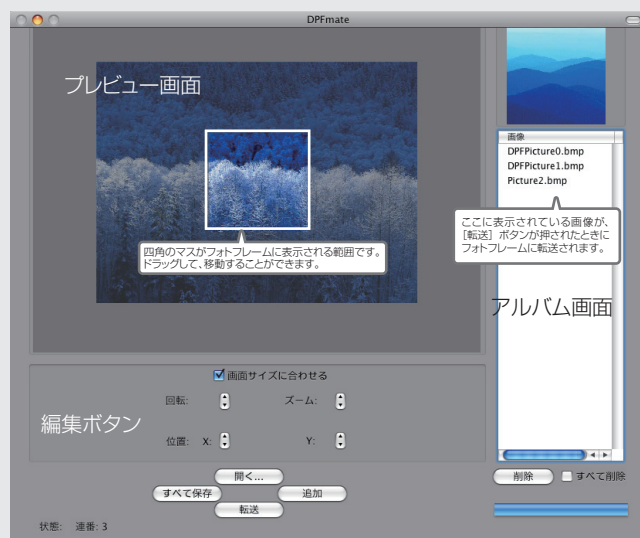 DPFmate
プレビュー画面
四角のマスがフォトフレームに表示される範囲です。
ドラッグして、移動することができます。
画像
DPFPicture0.bmp
DPFPicture1.bmp
Picture2.bmp
ここに表示されている画像が、
［転送］ボタンが押されたときに
フォトフレームに転送されます。
アルバム画面
画面サイズに合わせる
回転:
ズーム:
編集ボタン
位置: X:
Y:
開く...
すべて保存
追加
転送
削除
すべて削除
状態: 連番: 3